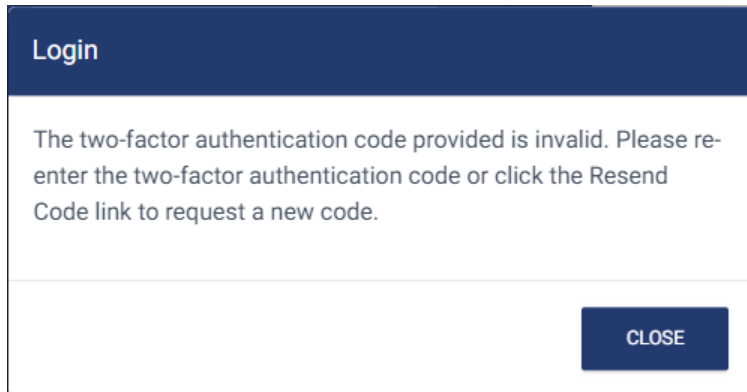 Login
The two-factor authentication code provided is invalid. Please re-
enter the two-factor authentication code or click the Resend
Code link to request a new code.
CLOSE